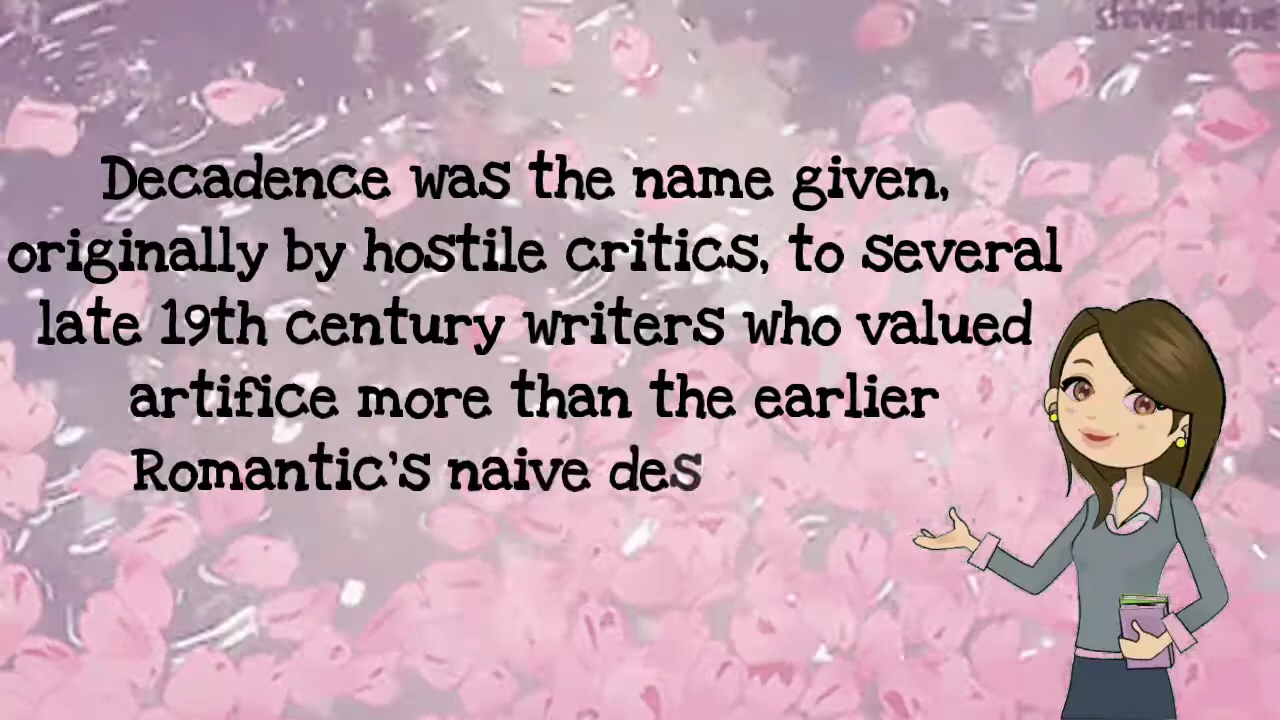 Decadence was the name given,
originally by hostile critics, to several
late 19th century writers who valued
artifice more than the earlier
Romantic's naive des